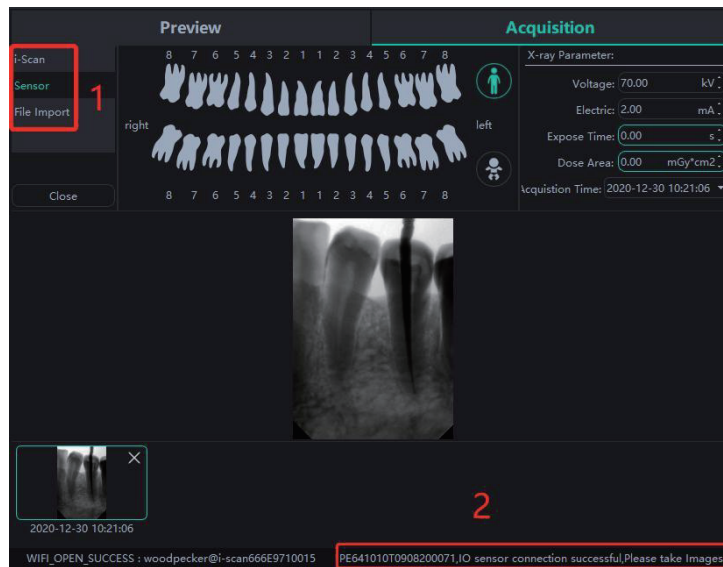 Preview
Acquisition
i-Scan
Sensor
File Import
1
Close
8 7 6 5 4 3 2 1 1 2 3 4 5 6 7 8
right
left
8 7 6 5 4 3 2 1 1 2 3 4 5 6 7 8
X-ray Parameter:
Voltage: 70.00 kV
Electric: 2.00 mA
Expose Time: 0.00 s
Dose Area: 0.00 mGy*cm2
Acquistion Time: 2020-12-30 10:21:06
2020-12-30 10:21:06
2
WIFI_OPEN_SUCCESS : woodpecker@i-scan666E9710015
PE641010T0908200071,IO sensor connection successful,Please take Images